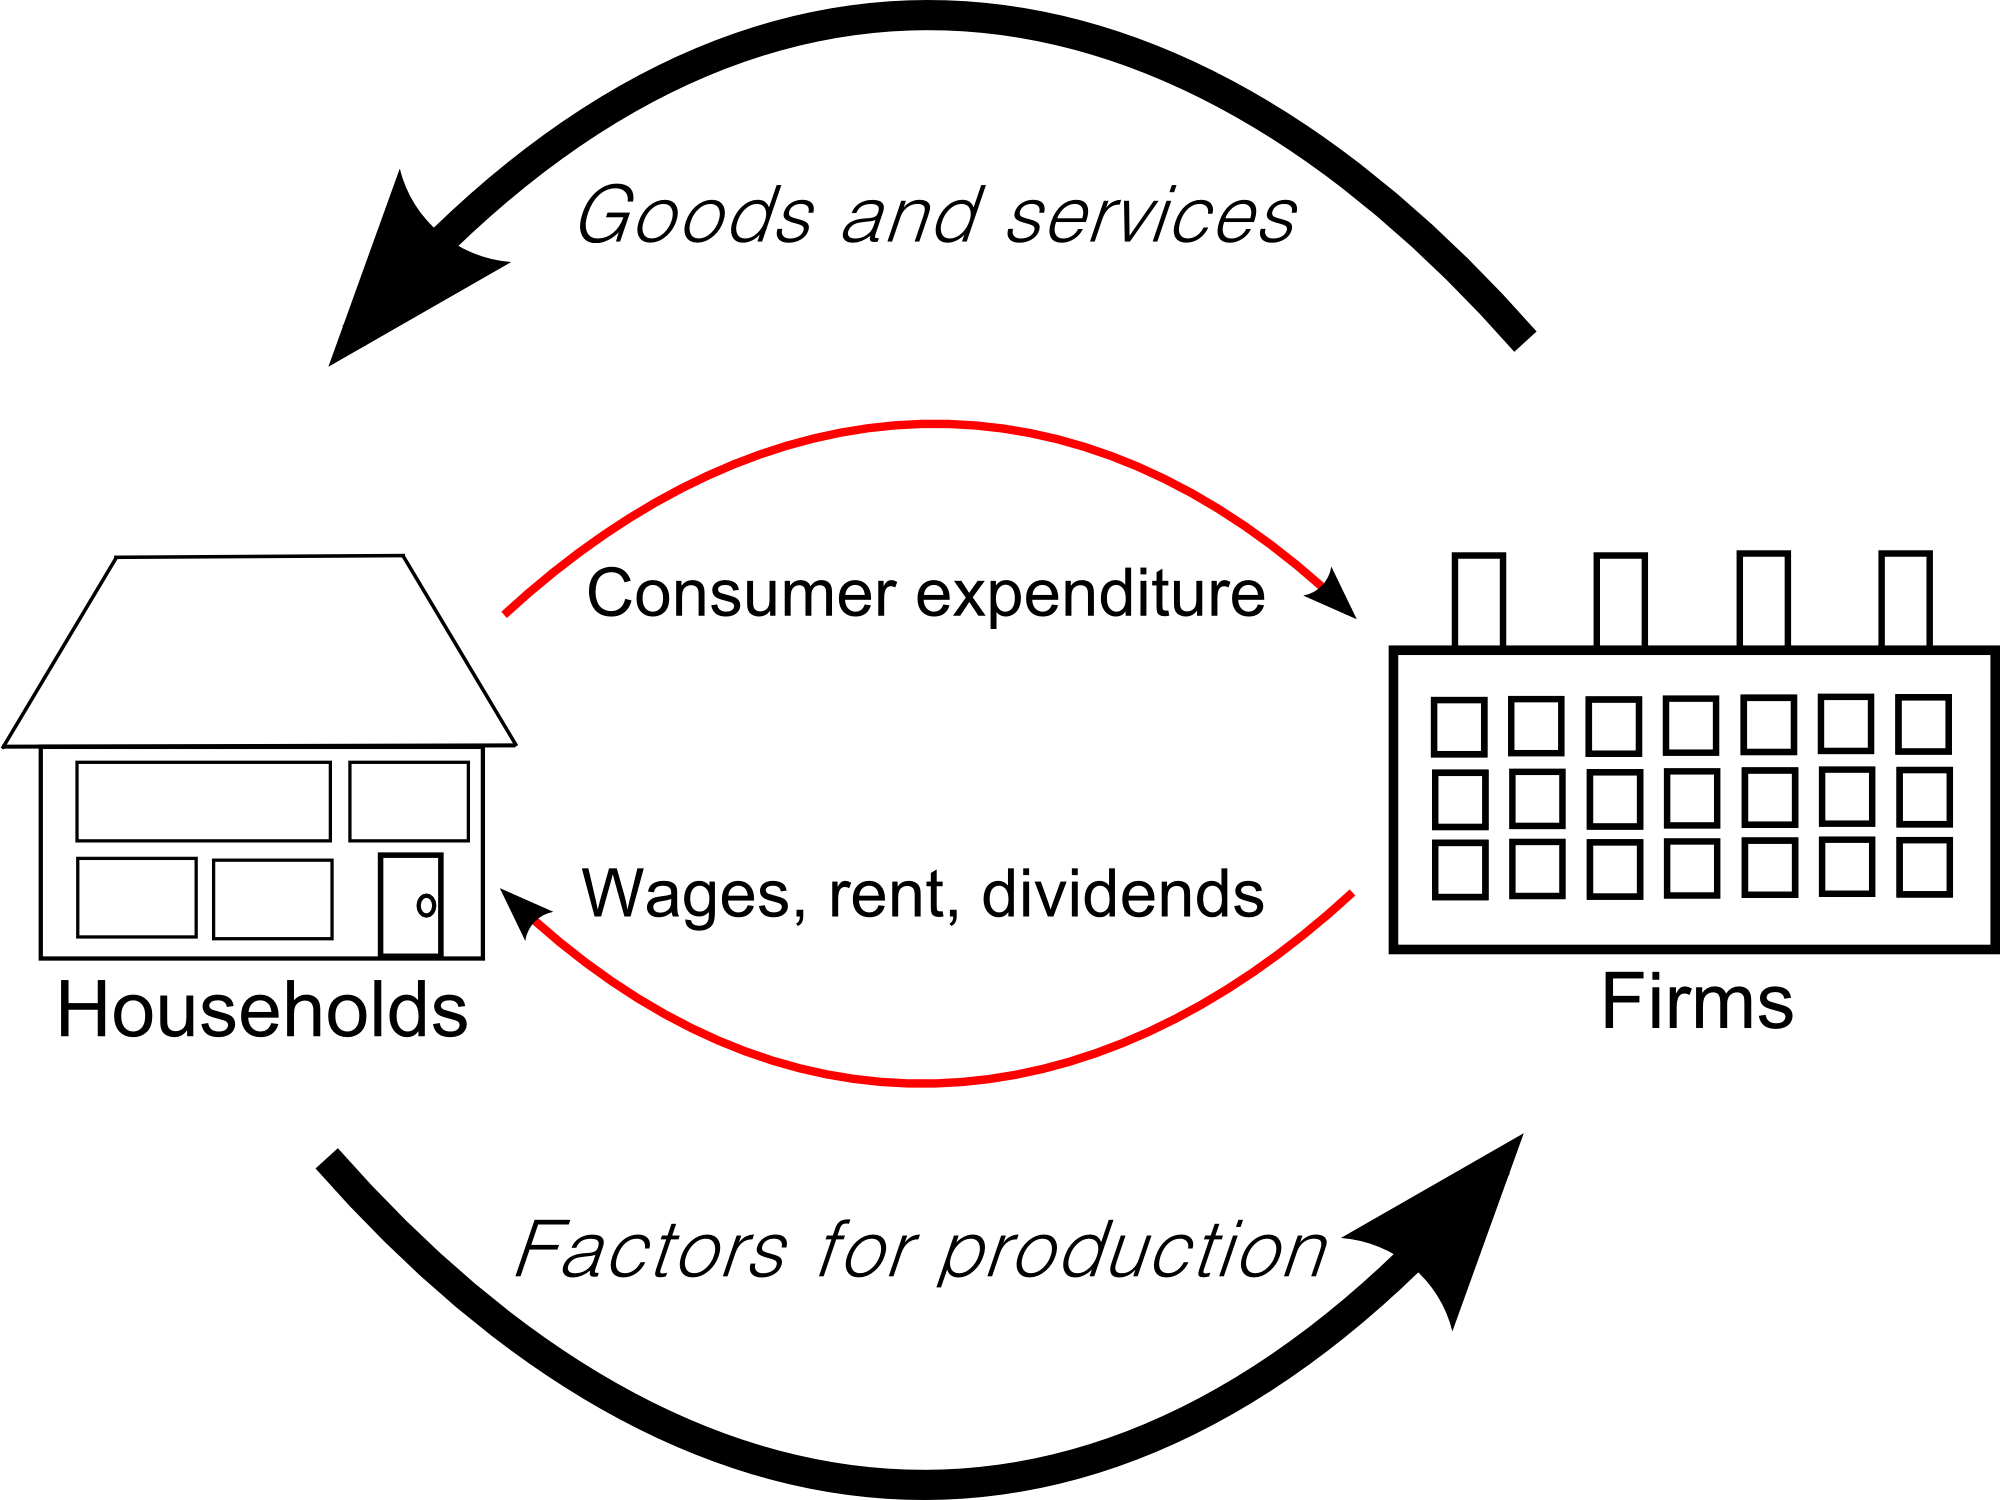 Goods and services
Consumer expenditure
Wages, rent, dividends
Households
Firms
Factors for production